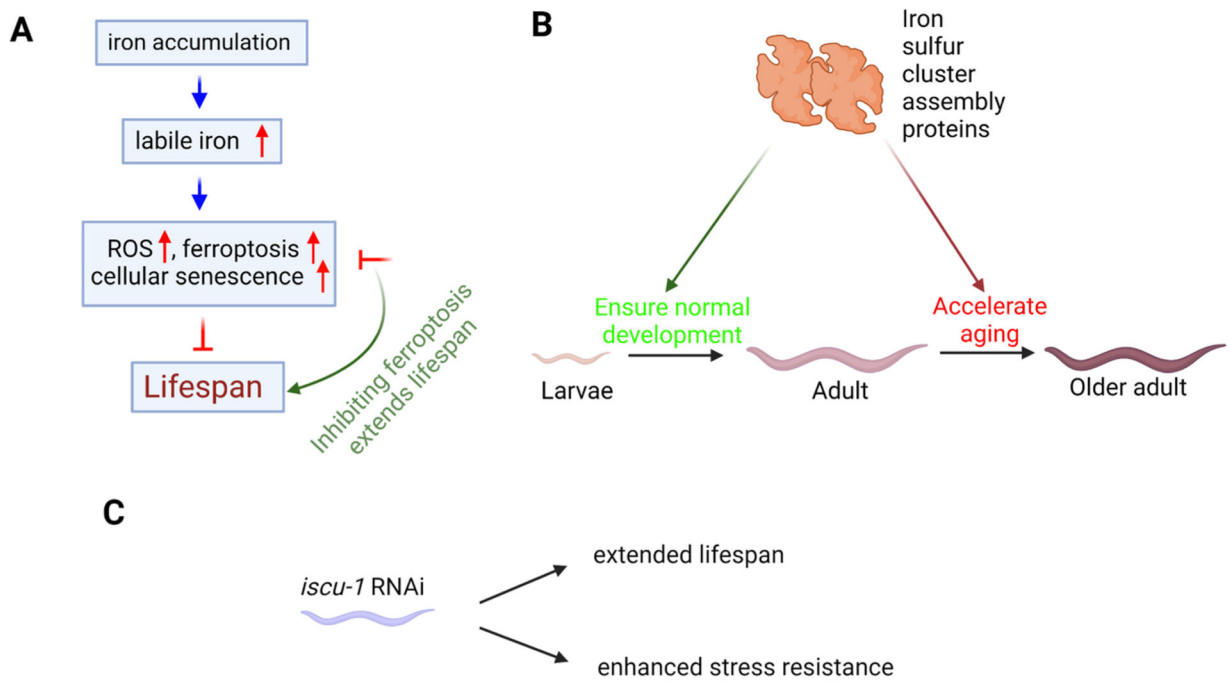 A
iron accumulation
labile iron
ROS , ferroptosis
cellular senescence
Lifespan
Inhibiting ferroptosis
extends lifespan
B
Iron
sulfur
cluster
assembly
proteins
Ensure normal
development
Accelerate
aging
Larvae
Adult
Older adult
C
iscu-1 RNAi
extended lifespan
enhanced stress resistance